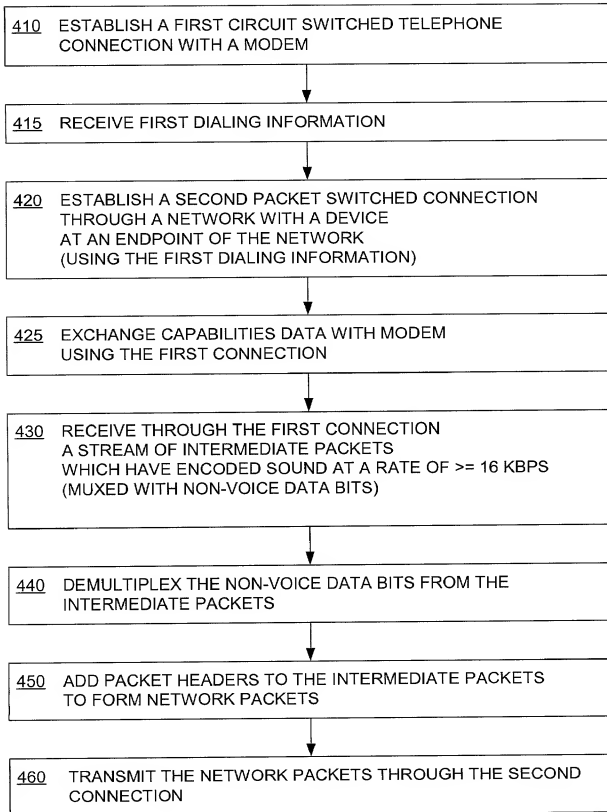 410 ESTABLISH A FIRST CIRCUIT SWITCHED TELEPHONE
CONNECTION WITH A MODEM
415 RECEIVE FIRST DIALING INFORMATION
420 ESTABLISH A SECOND PACKET SWITCHED CONNECTION
THROUGH A NETWORK WITH A DEVICE
AT AN ENDPOINT OF THE NETWORK
(USING THE FIRST DIALING INFORMATION)
425 EXCHANGE CAPABILITIES DATA WITH MODEM
USING THE FIRST CONNECTION
430 RECEIVE THROUGH THE FIRST CONNECTION
A STREAM OF INTERMEDIATE PACKETS
WHICH HAVE ENCODED SOUND AT A RATE OF >= 16 KBPS
(MUXED WITH NON-VOICE DATA BITS)
440 DEMULTIPLEX THE NON-VOICE DATA BITS FROM THE
INTERMEDIATE PACKETS
450 ADD PACKET HEADERS TO THE INTERMEDIATE PACKETS
TO FORM NETWORK PACKETS
460 TRANSMIT THE NETWORK PACKETS THROUGH THE SECOND
CONNECTION